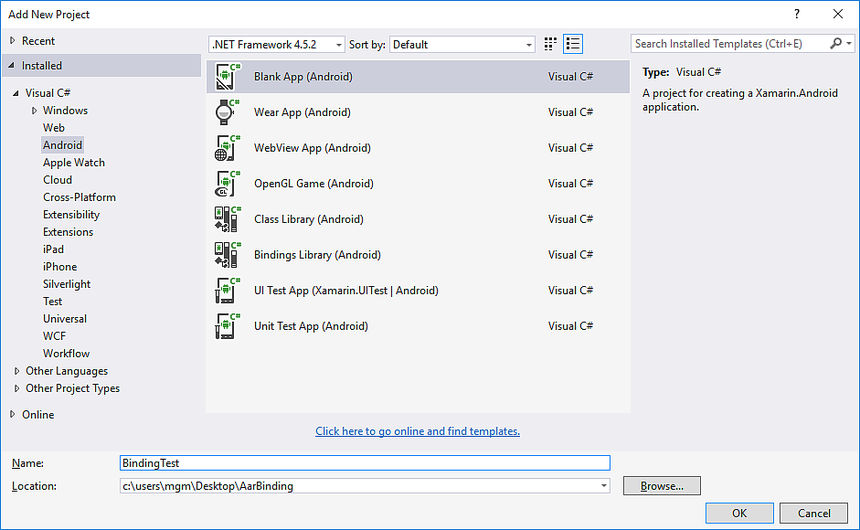 Add New Project
?
Recent
Installed
Visual C#
Windows
Web
Android
Apple Watch
Cloud
Cross-Platform
Extensibility
Extensions
iPad
iPhone
Silverlight
Test
Universal
WCF
Workflow
Other Languages
Other Project Types
Online
.NET Framework 4.5.2 Sort by: Default
Blank App (Android) Visual C#
Wear App (Android) Visual C#
WebView App (Android) Visual C#
OpenGL Game (Android) Visual C#
Class Library (Android) Visual C#
Bindings Library (Android) Visual C#
UI Test App (Xamarin.UITest | Android) Visual C#
Unit Test App (Android) Visual C#
Click here to go online and find templates.
Search Installed Templates (Ctrl+E)
Type: Visual C#
A project for creating a Xamarin.Android
application.
Name: BindingTest
Location: c:\users\mgm\Desktop\AarBinding Browse...
OK Cancel